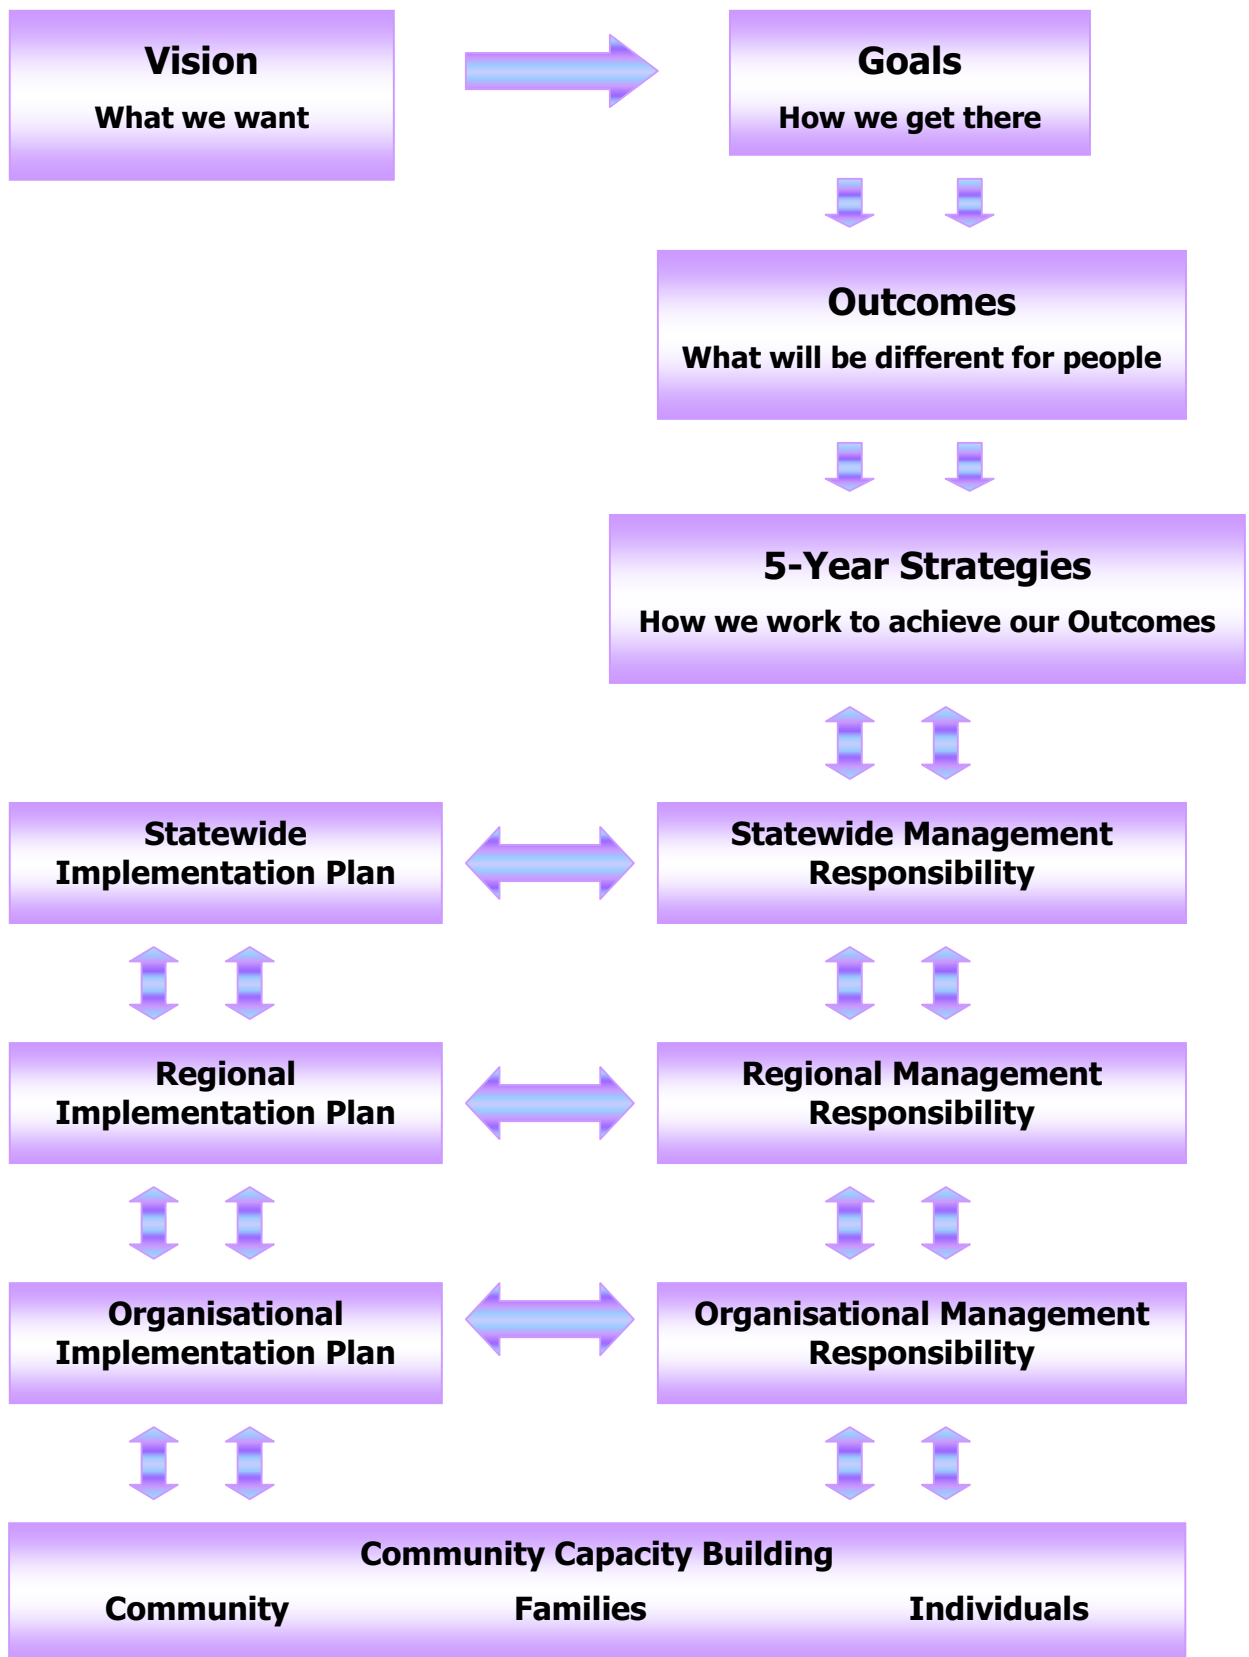 Vision
What we want
Goals
How we get there
Outcomes
What will be different for people
5-Year Strategies
How we work to achieve our Outcomes
Statewide
Implementation Plan
Statewide Management
Responsibility
Regional
Implementation Plan
Regional Management
Responsibility
Organisational
Implementation Plan
Organisational Management
Responsibility
Community Capacity Building
Community Families Individuals